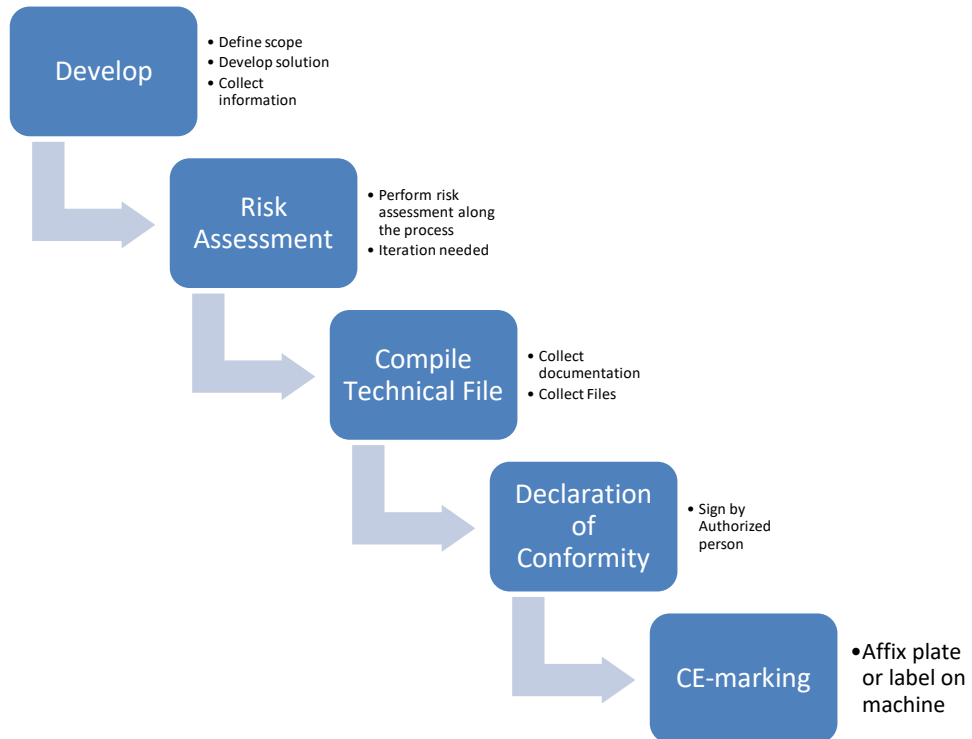 Develop
• Define scope
• Develop solution
• Collect
information
Risk
Assessment
• Perform risk
assessment along
the process
• Iteration needed
Compile
Technical File
• Collect
documentation
• Collect Files
Declaration
of
Conformity
• Sign by
Authorized
person
CE-marking
•Affix plate
or label on
machine